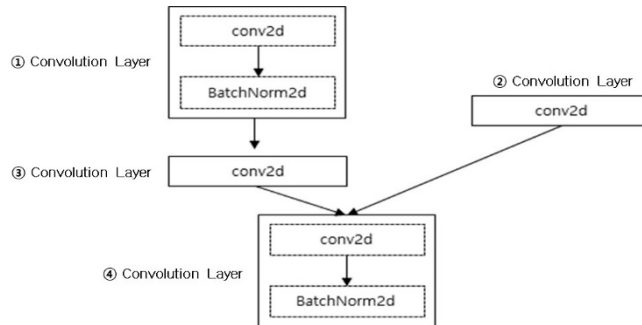 conv2d
① Convolution Layer
BatchNorm2d
② Convolution Layer
conv2d
③ Convolution Layer
conv2d
conv2d
④ Convolution Layer
BatchNorm2d